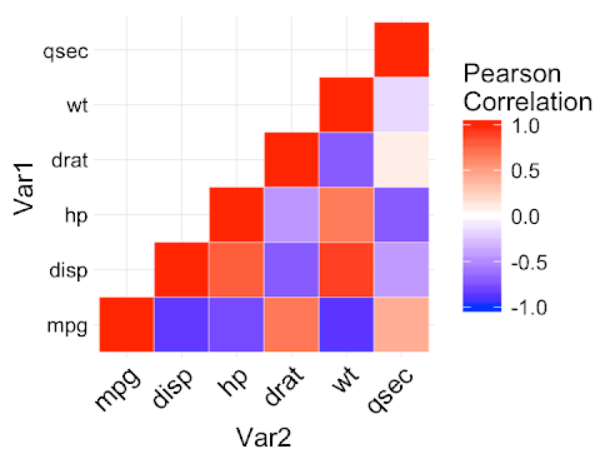 qsec
wt
drat
hp
disp
mpg
Var1
mpg disp hp drat wt qsec
Var2
Pearson
Correlation
1.0
0.5
0.0
-0.5
-1.0